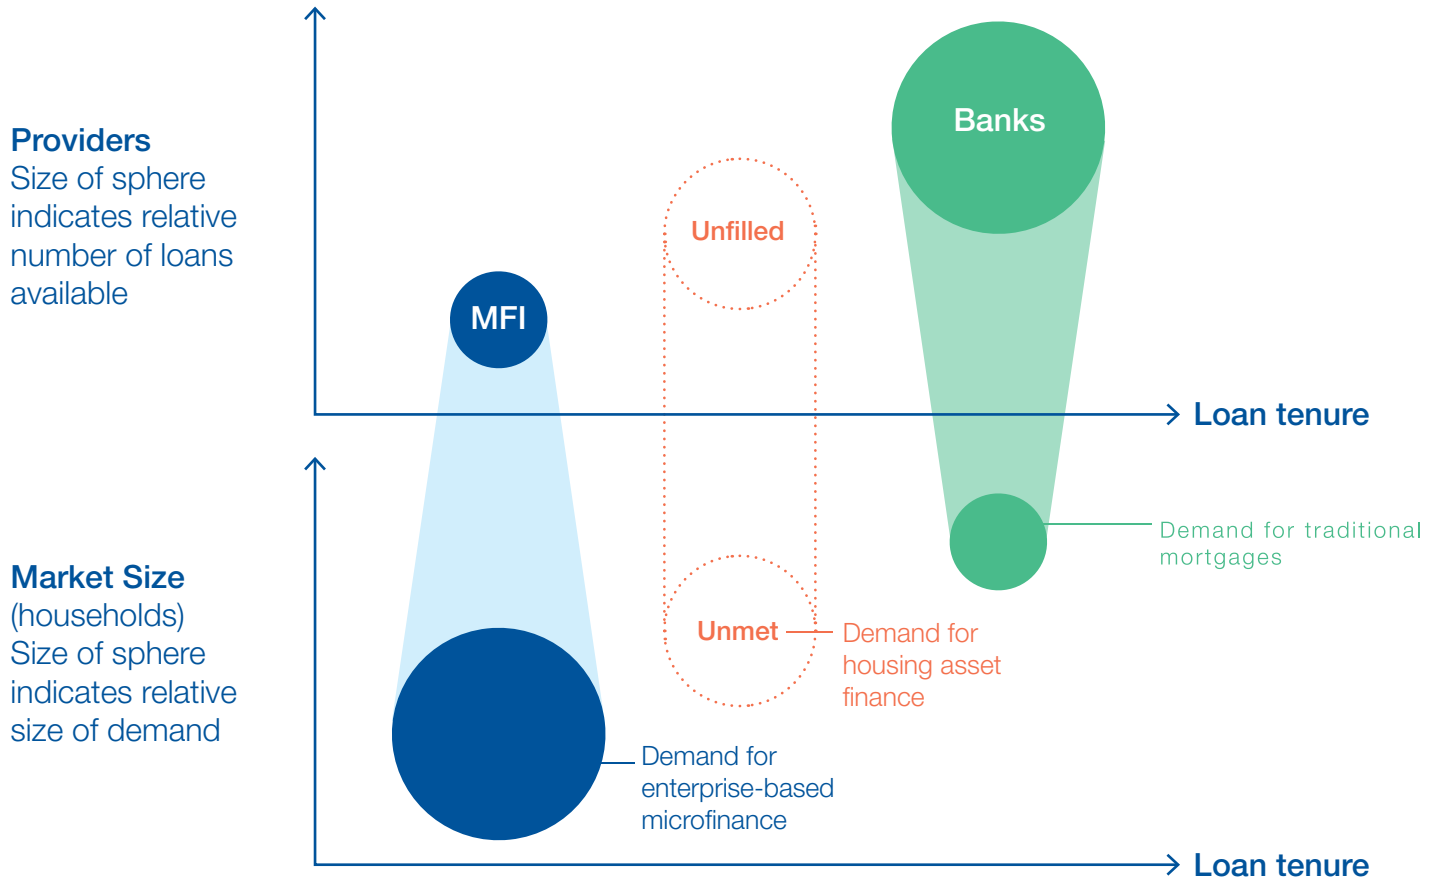 Providers
Size of sphere
indicates relative
number of loans
available
Banks
Unfilled
MFI
Loan tenure
Demand for traditional
mortgages
Market Size
(households)
Size of sphere
indicates relative
size of demand
Unmet
Demand for
housing asset
finance
Demand for
enterprise-based
microfinance
Loan tenure